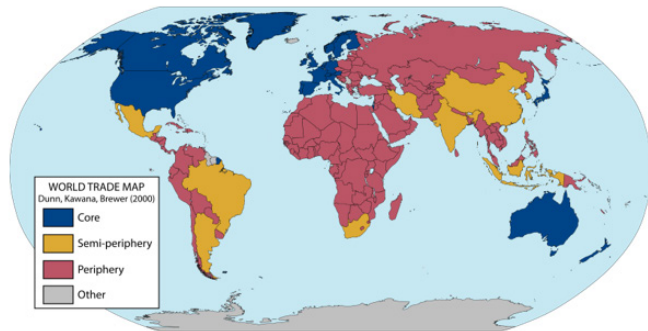 WORLD TRADE MAP
Dunn, Kawana, Brewer (2000)
Core
Semi-periphery
Periphery
Other